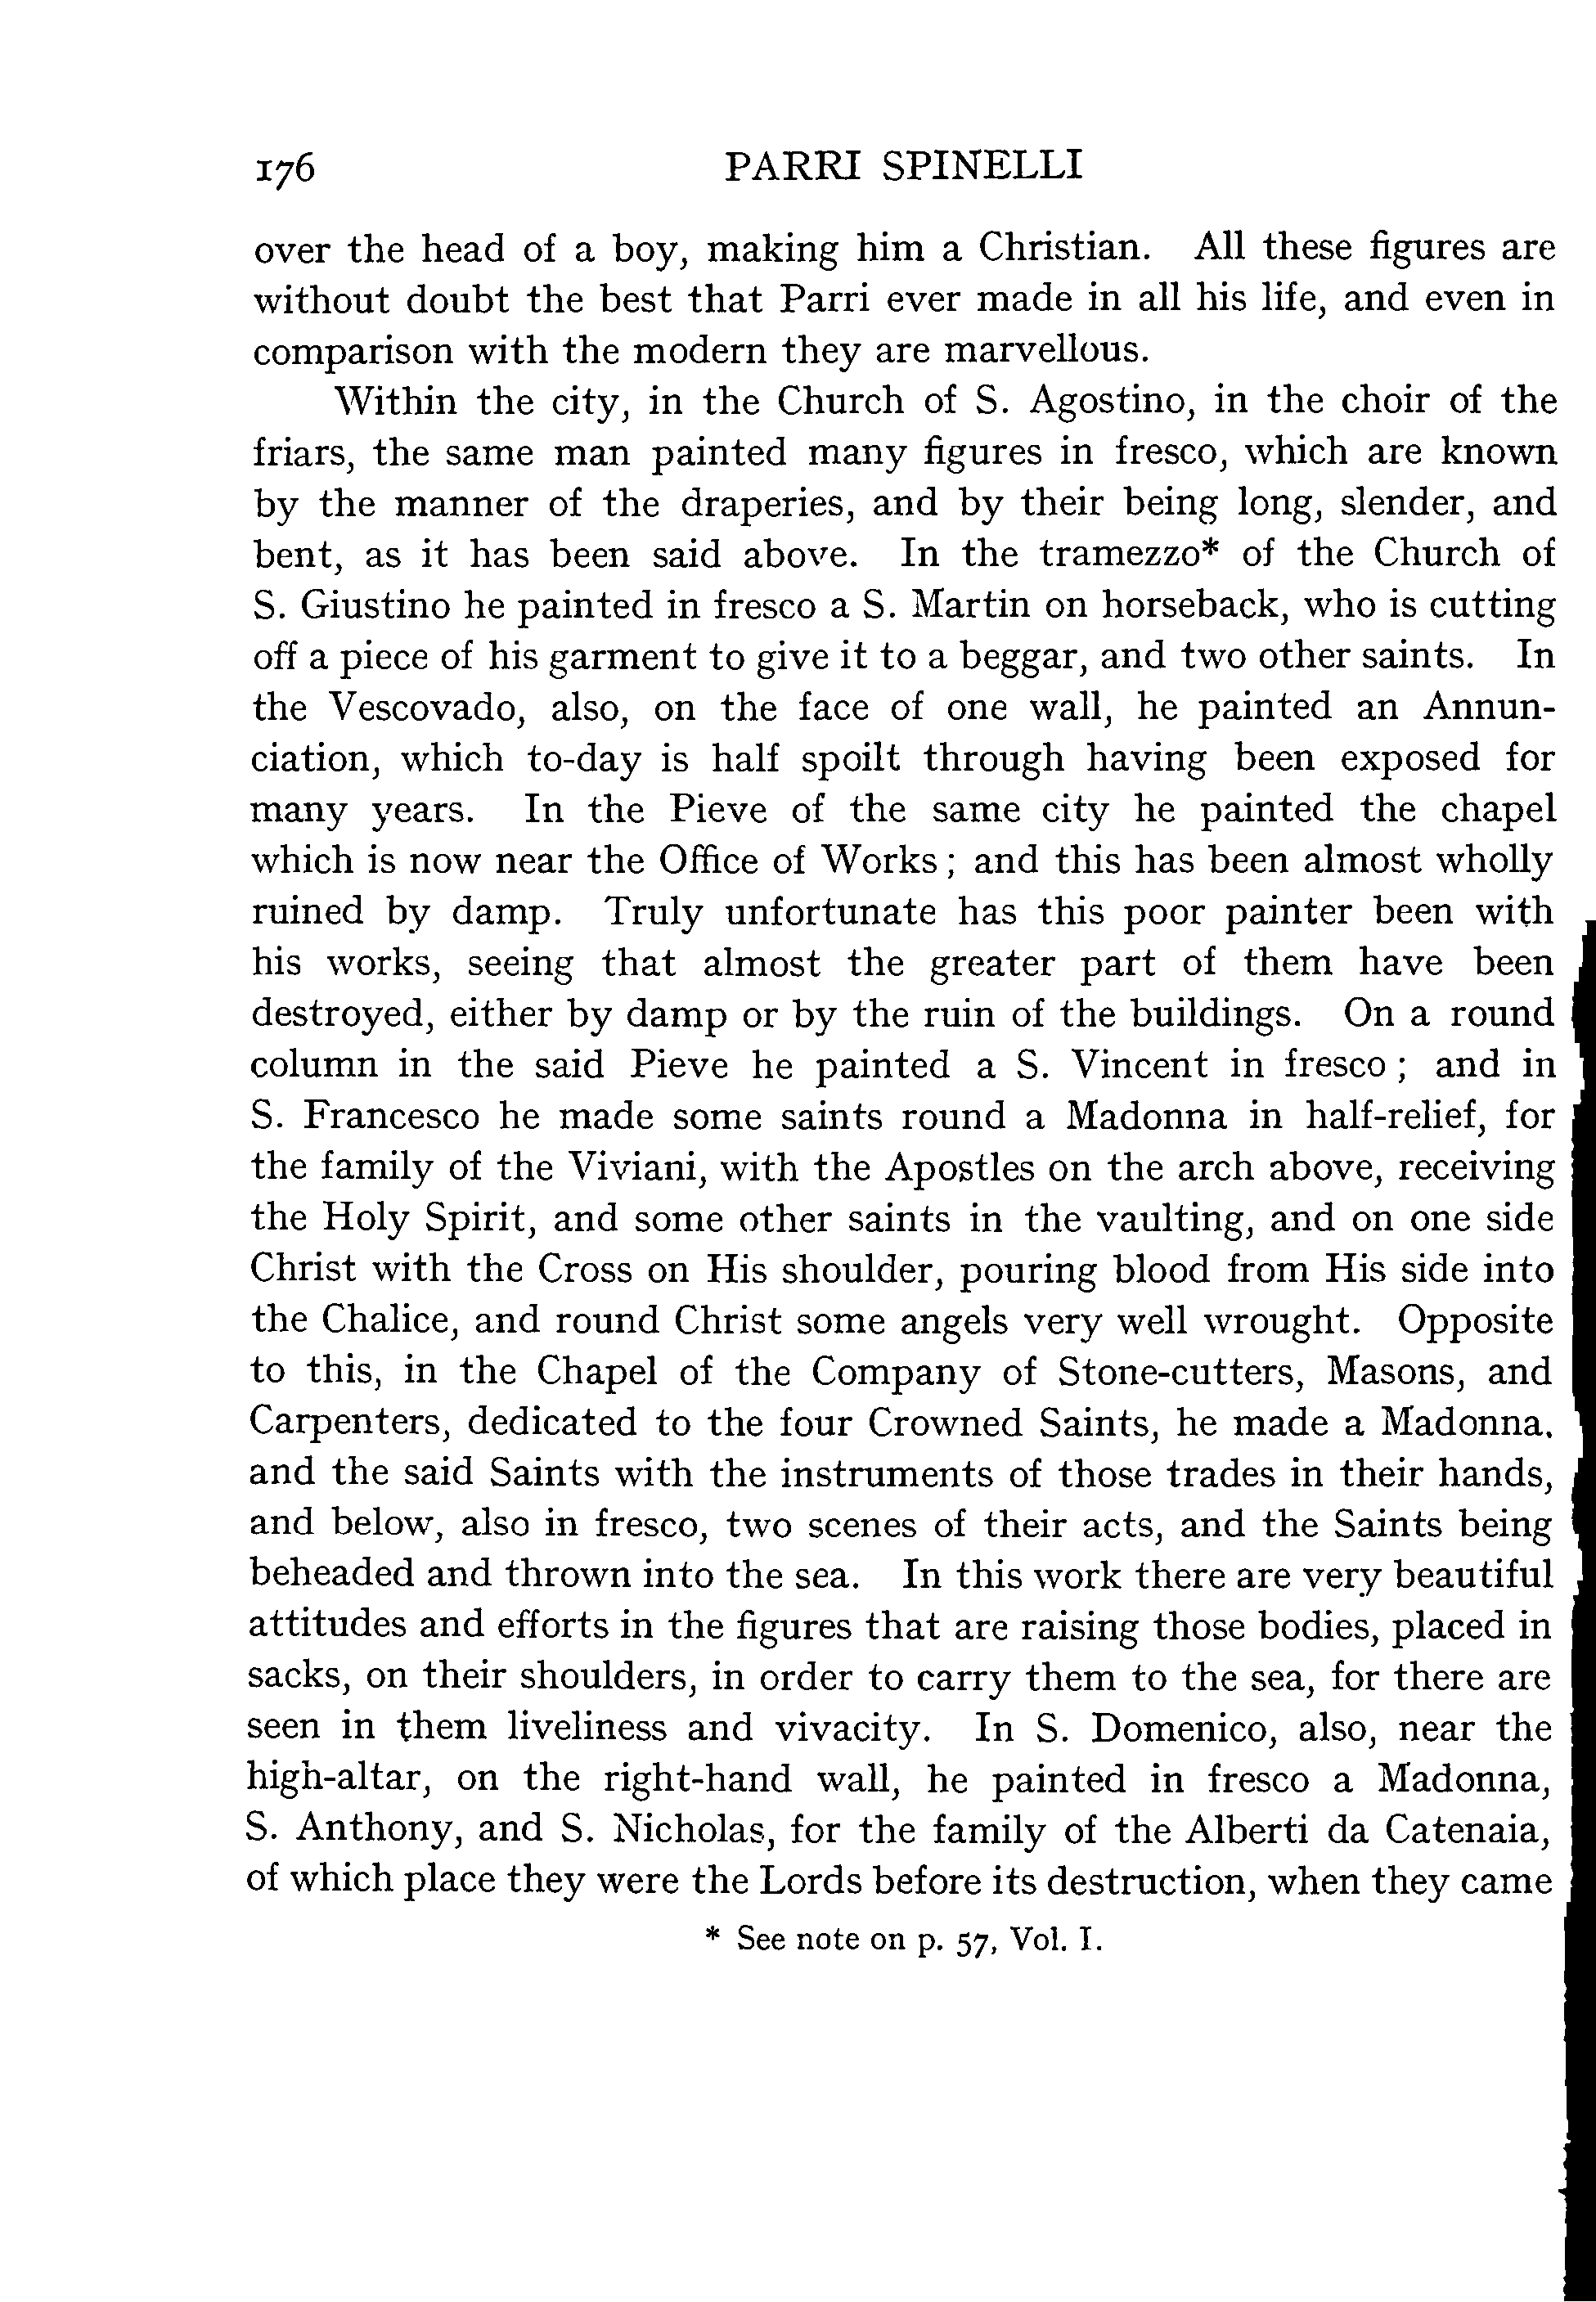 176 PARRI SPINELLI
over the head of a boy, making him a Christian. All these figures are
without doubt the best that Parri ever made in all his life, and even in
comparison with the modern they are marvellous.
Within the city, in the Church of S. Agostino, in the choir of the
friars, the same man painted many figures in fresco, which are known
by the manner of the draperies, and by their being long, slender, and
bent, as it has been said above. In the tramezzo* of the Church of
S. Giustino he painted in fresco a S. Martin on horseback, who is cutting
off a piece of his garment to give it to a beggar, and two other saints. In
the Vescovado, also, on the face of one wall, he painted an Annun-
ciation, which to-day is half spoilt through having been exposed for
many years. In the Pieve of the same city he painted the chapel
which is now near the Office of Works; and this has been almost wholly
ruined by damp. Truly unfortunate has this poor painter been with
his works, seeing that almost the greater part of them have been
destroyed, either by damp or by the ruin of the buildings. On a round
column in the said Pieve he painted a S. Vincent in fresco; and in
S. Francesco he made some saints round a Madonna in half-relief, for
the family of the Viviani, with the Apostles on the arch above, receiving
the Holy Spirit, and some other saints in the vaulting, and on one side
Christ with the Cross on His shoulder, pouring blood from His side into
the Chalice, and round Christ some angels very well wrought. Opposite
to this, in the Chapel of the Company of Stone-cutters, Masons, and
Carpenters, dedicated to the four Crowned Saints, he made a Madonna.
and the said Saints with the instruments of those trades in their hands,
and below, also in fresco, two scenes of their acts, and the Saints being
beheaded and thrown into the sea. In this work there are very beautiful
attitudes and efforts in the figures that are raising those bodies, placed in
sacks, on their shoulders, in order to carry them to the sea, for there are
seen in them liveliness and vivacity. In S. Domenico, also, near the
high-altar, on the right-hand wall, he painted in fresco a Madonna,
S. Anthony, and S. Nicholas, for the family of the Alberti da Catenaia,
of which place they were the Lords before its destruction, when they came
* See note on p. 57, Vol. I.